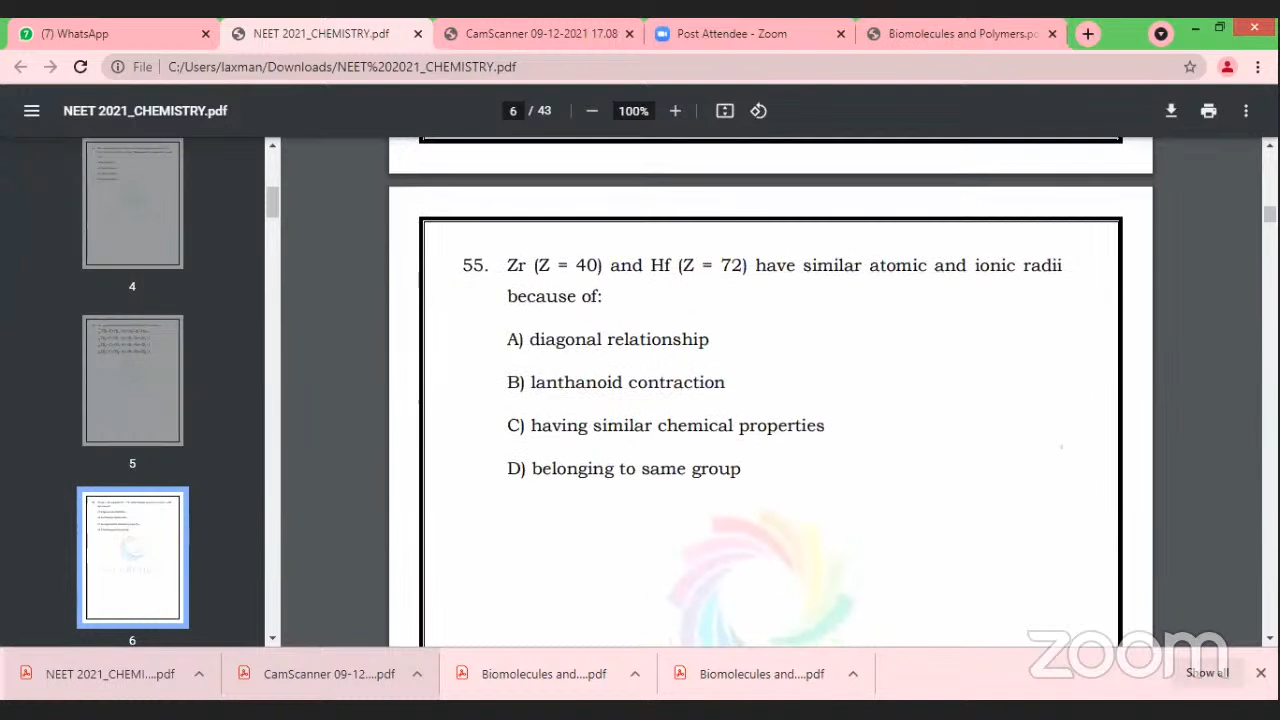 (7) WhatsApp
NEET 2021_CHEMISTRY.pdf
CamScanner 09-12-2021 17.08
Post Attendee - Zoom
Biomolecules and Polymers.po
File
C:/Users/laxman/Downloads/NEET%202021_CHEMISTRY.pdf
NEET 2021_CHEMISTRY.pdf
6 / 43
100%
4
5
6
55. Zr (Z = 40) and Hf (Z = 72) have similar atomic and ionic radii
because of:
A) diagonal relationship
B) lanthanoid contraction
C) having similar chemical properties
D) belonging to same group
zoom
NEET 2021_CHEMI....pdf
CamScanner 09-12....pdf
Biomolecules and....pdf
Biomolecules and....pdf
Show all